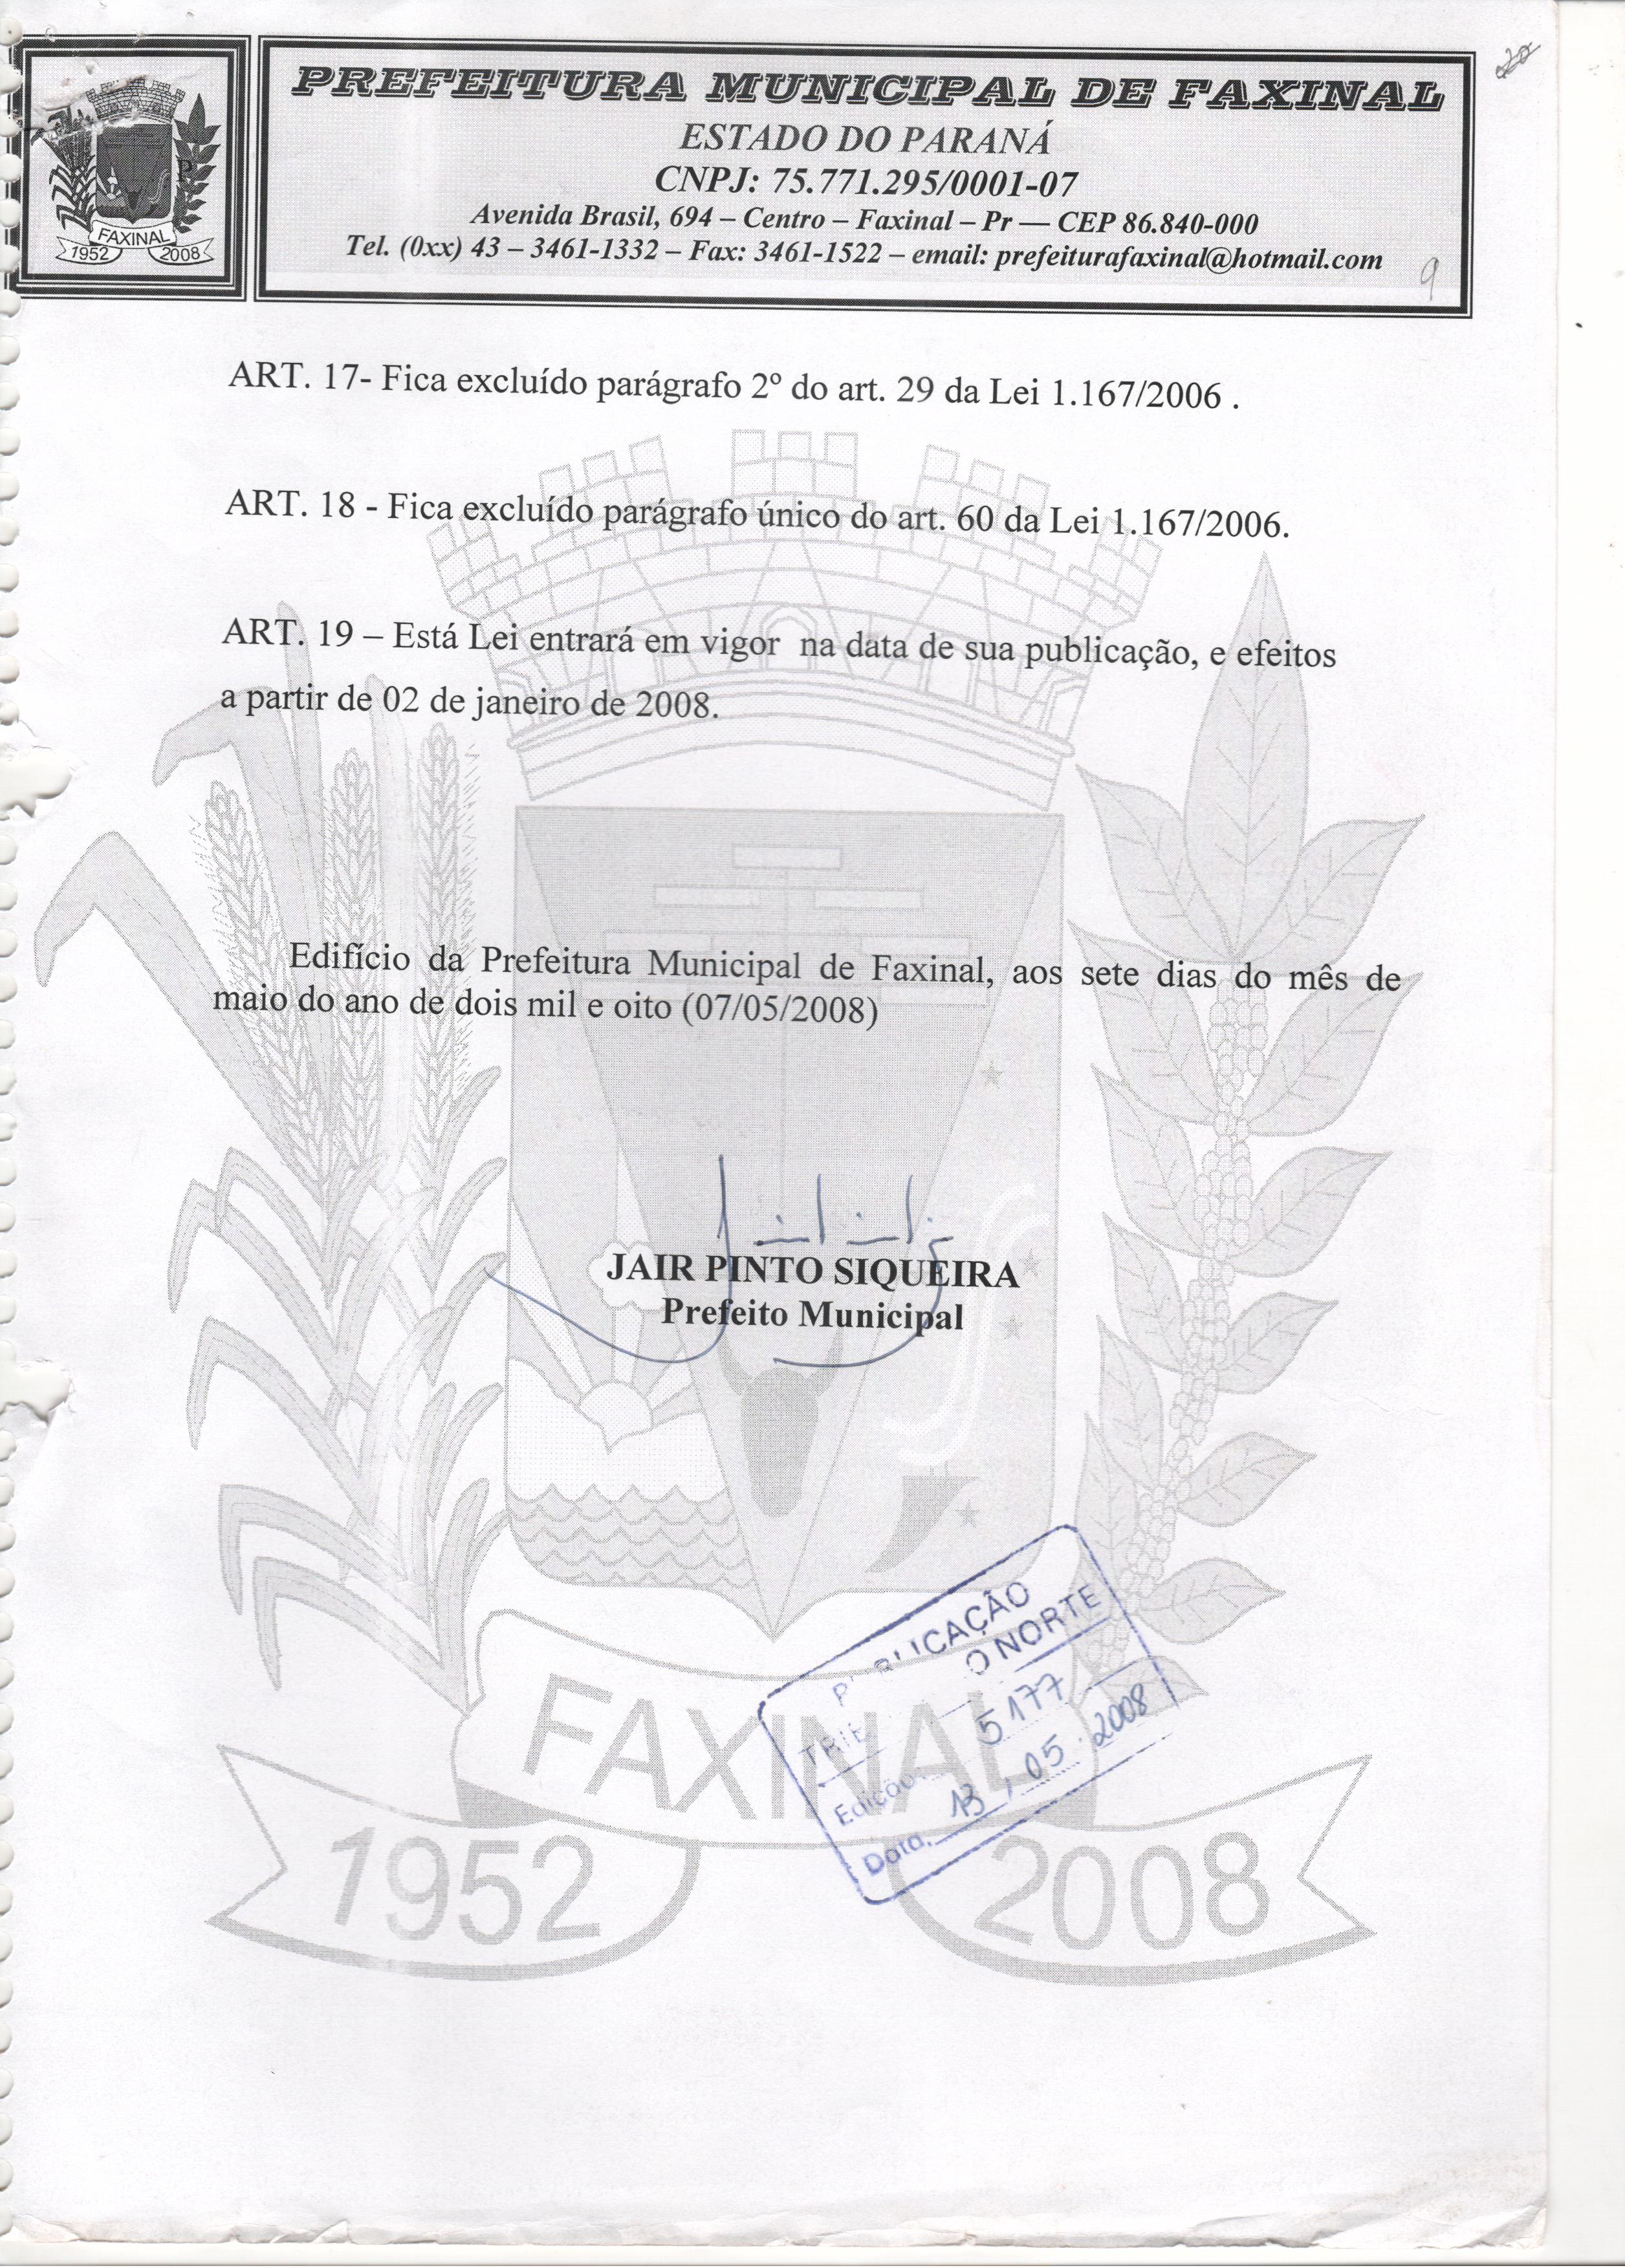 20
PREFEITURA MUNICIPAL DE FAXINAL
ESTADO DO PARANÁ
CNPJ: 75.771.295/0001-07
Avenida Brasil, 694 – Centro – Faxinal – Pr — CEP 86.840-000
Tel. (0xx) 43 – 3461-1332 – Fax: 3461-1522 – email: prefeiturafaxinal@hotmail.com
P
FAXINAL
1952 2008
9
ART. 17- Fica excluído parágrafo 2º do art. 29 da Lei 1.167/2006 .
ART. 18 - Fica excluído parágrafo único do art. 60 da Lei 1.167/2006.
ART. 19 – Está Lei entrará em vigor na data de sua publicação, e efeitos
a partir de 02 de janeiro de 2008.
Edifício da Prefeitura Municipal de Faxinal, aos sete dias do mês de
maio do ano de dois mil e oito (07/05/2008)
JAIR PINTO SIQUEIRA
Prefeito Municipal
PUBLICAÇÃO
O NORTE
Edição 5177
Data, 13 / 05 . 2008
FAXINAL
1952 2008